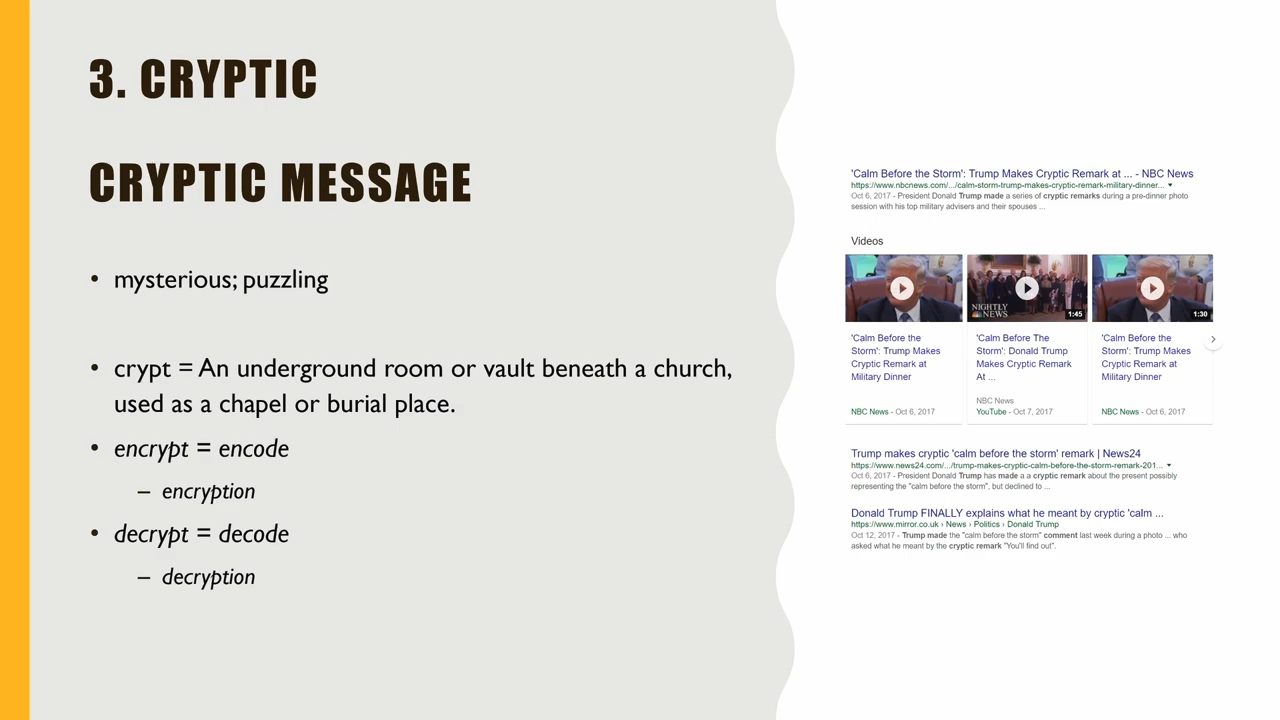 3. CRYPTIC
CRYPTIC MESSAGE
• mysterious; puzzling
• crypt = An underground room or vault beneath a church,
used as a chapel or burial place.
• encrypt = encode
– encryption
• decrypt = decode
– decryption
'Calm Before the Storm': Trump Makes Cryptic Remark at ... - NBC News
https://www.nbcnews.com/.../calm-storm-trump-makes-cryptic-remark-military-dinner...
Oct 6, 2017 - President Donald Trump made a series of cryptic remarks during a pre-dinner photo
session with his top military advisers and their spouses ...
Videos
NIGHTLY
NEWS
1:45
1:30
'Calm Before the
Storm': Trump Makes
Cryptic Remark at
Military Dinner
NBC News - Oct 6, 2017
'Calm Before The
Storm': Donald Trump
Makes Cryptic Remark
At ...
NBC News
YouTube - Oct 7, 2017
'Calm Before the
Storm': Trump Makes
Cryptic Remark at
Military Dinner
NBC News - Oct 6, 2017
Trump makes cryptic 'calm before the storm' remark | News24
https://www.news24.com/.../trump-makes-cryptic-calm-before-the-storm-remark-201...
Oct 6, 2017 - President Donald Trump has made a a cryptic remark about the present possibly
representing the "calm before the storm", but declined to ...
Donald Trump FINALLY explains what he meant by cryptic 'calm ...
https://www.mirror.co.uk › News › Politics › Donald Trump
Oct 12, 2017 - Trump made the "calm before the storm" comment last week during a photo ... who
asked what he meant by the cryptic remark "You'll find out".